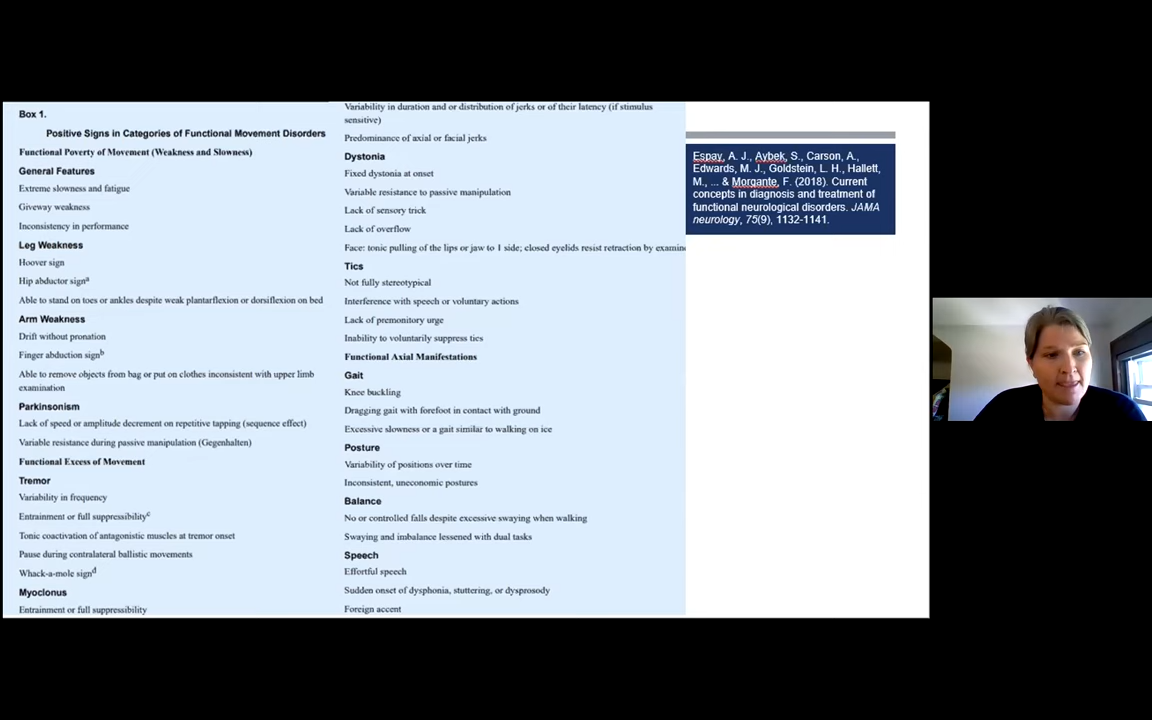 Box 1.
Positive Signs in Categories of Functional Movement Disorders
Functional Poverty of Movement (Weakness and Slowness)
General Features
Extreme slowness and fatigue
Giveway weakness
Inconsistency in performance
Leg Weakness
Hoover sign
Hip abductor signa
Able to stand on toes or ankles despite weak plantarflexion or dorsiflexion on bed
Arm Weakness
Drift without pronation
Finger abduction signb
Able to remove objects from bag or put on clothes inconsistent with upper limb
examination
Parkinsonism
Lack of speed or amplitude decrement on repetitive tapping (sequence effect)
Variable resistance during passive manipulation (Gegenhalten)
Functional Excess of Movement
Tremor
Variability in frequency
Entrainment or full suppressibilityc
Tonic coactivation of antagonistic muscles at tremor onset
Pause during contralateral ballistic movements
Whack-a-mole signd
Myoclonus
Entrainment or full suppressibility
Variability in duration and or distribution of jerks or of their latency (if stimulus
sensitive)
Predominance of axial or facial jerks
Dystonia
Fixed dystonia at onset
Variable resistance to passive manipulation
Lack of sensory trick
Lack of overflow
Face: tonic pulling of the lips or jaw to 1 side; closed eyelids resist retraction by examine
Tics
Not fully stereotypical
Interference with speech or voluntary actions
Lack of premonitory urge
Inability to voluntarily suppress tics
Functional Axial Manifestations
Gait
Knee buckling
Dragging gait with forefoot in contact with ground
Excessive slowness or a gait similar to walking on ice
Posture
Variability of positions over time
Inconsistent, uneconomic postures
Balance
No or controlled falls despite excessive swaying when walking
Swaying and imbalance lessened with dual tasks
Speech
Effortful speech
Sudden onset of dysphonia, stuttering, or dysprosody
Foreign accent
Espay, A. J., Aybek, S., Carson, A.,
Edwards, M. J., Goldstein, L. H., Hallett,
M., ... & Morgante, F. (2018). Current
concepts in diagnosis and treatment of
functional neurological disorders. JAMA
neurology, 75(9), 1132-1141.